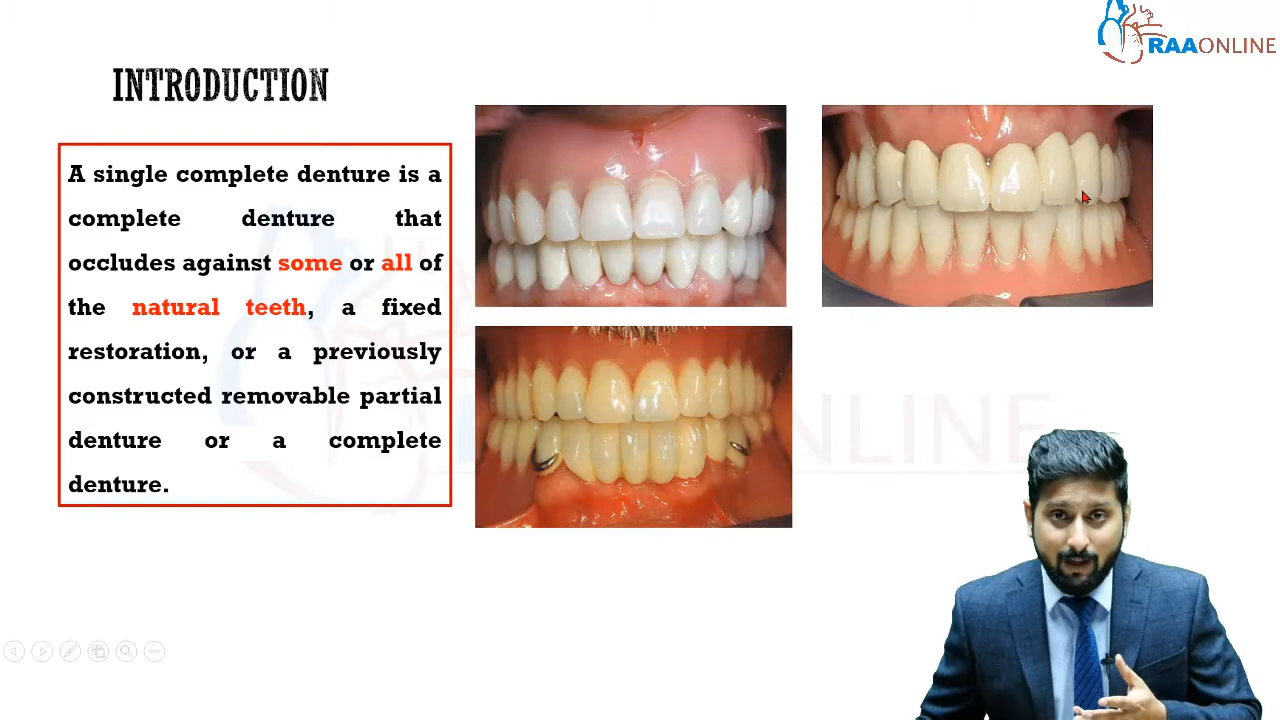 RAAONLINE
INTRODUCTION
A single complete denture is a
complete denture that
occludes against some or all of
the natural teeth, a fixed
restoration, or a previously
constructed removable partial
denture or a complete
denture.
ONLINE